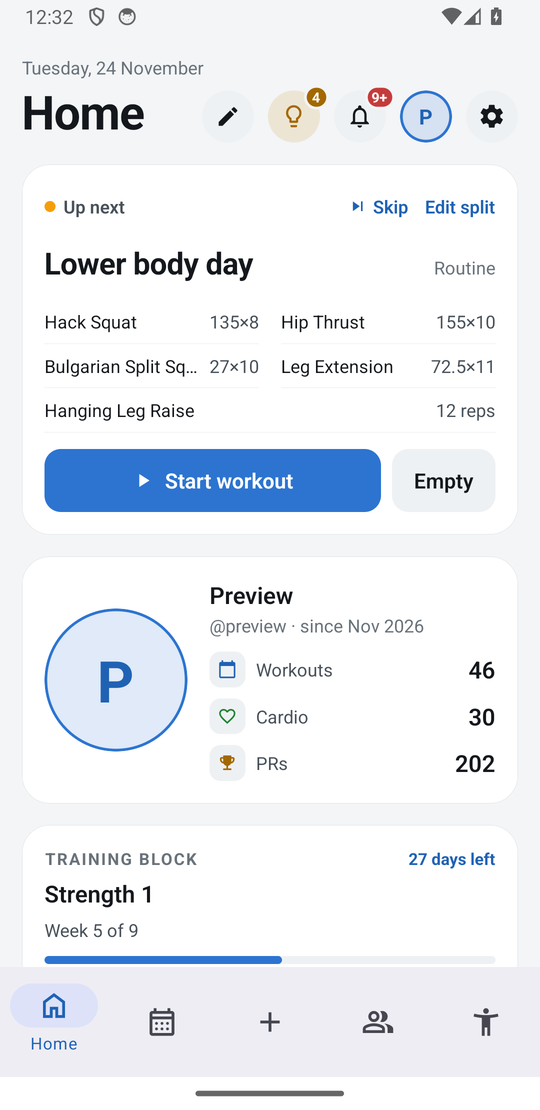 12:32
Tuesday, 24 November
Home
4
9+
P
Up next
Skip
Edit split
Lower body day
Routine
Hack Squat 135×8
Hip Thrust 155×10
Bulgarian Split Sq... 27×10
Leg Extension 72.5×11
Hanging Leg Raise 12 reps
Start workout
Empty
P
Preview
@preview · since Nov 2026
Workouts 46
Cardio 30
PRs 202
TRAINING BLOCK
27 days left
Strength 1
Week 5 of 9
Home